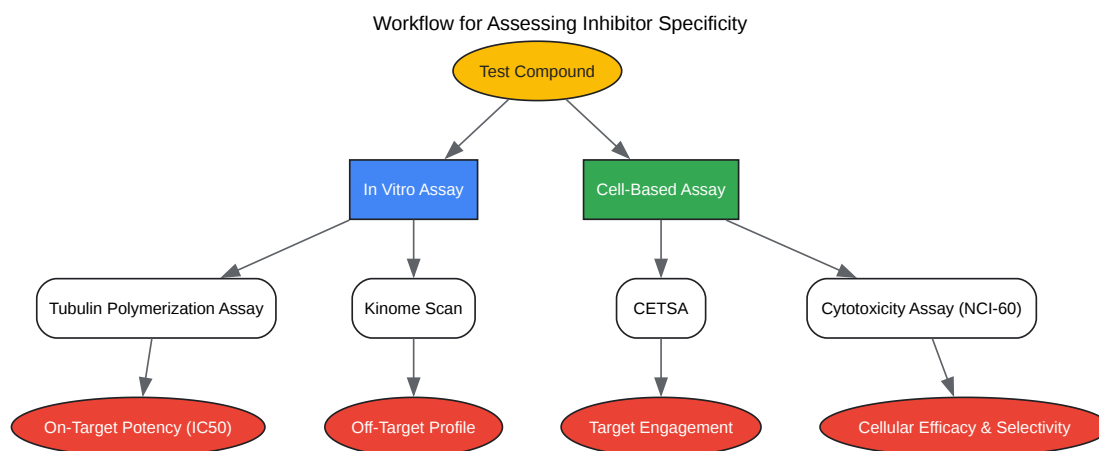 Workflow for Assessing Inhibitor Specificity
Test Compound
In Vitro Assay
Cell-Based Assay
Tubulin Polymerization Assay
Kinome Scan
CETSA
Cytotoxicity Assay (NCI-60)
On-Target Potency (IC50)
Off-Target Profile
Target Engagement
Cellular Efficacy & Selectivity